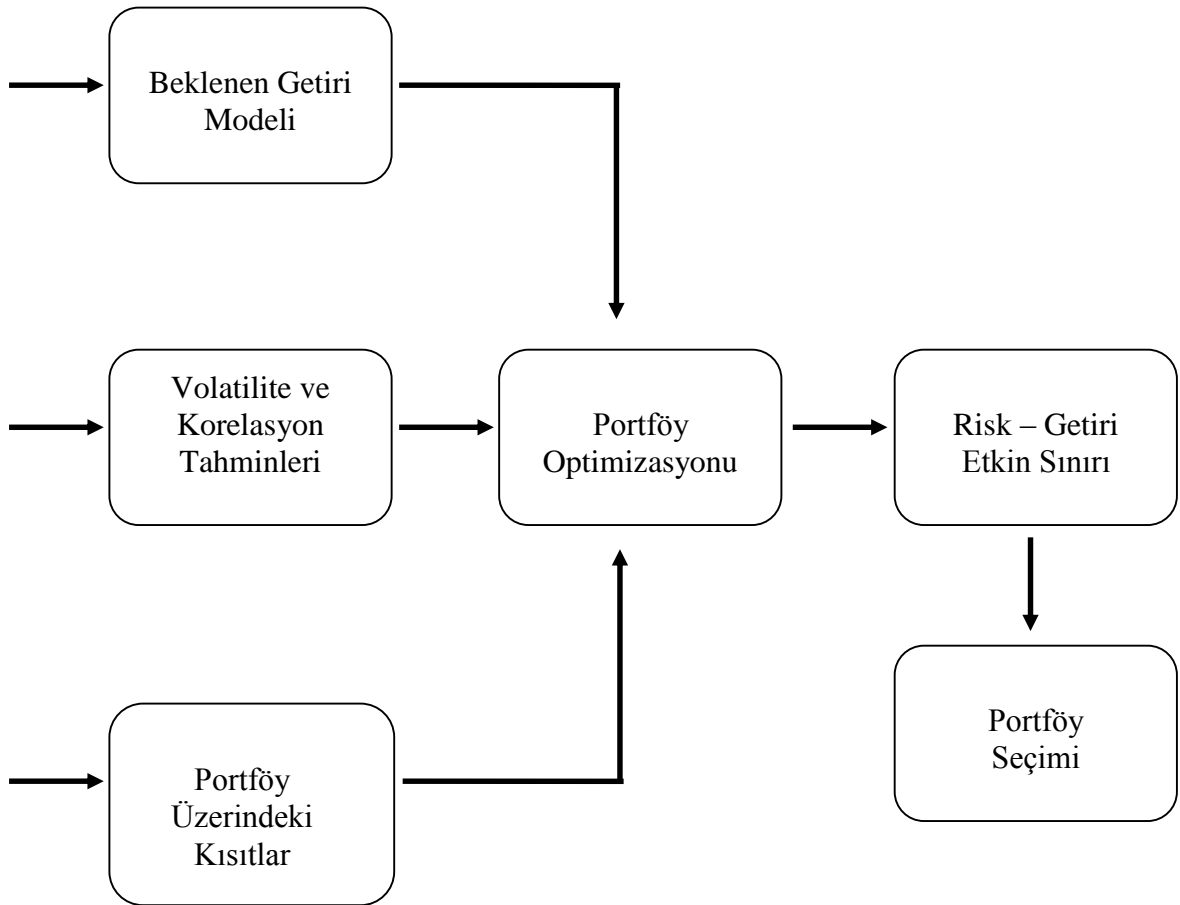 Beklenen Getiri
Modeli
Volatilite ve
Korelasyon
Tahminleri
Portföy
Optimizasyonu
Risk – Getiri
Etkin Sınırı
Portföy
Seçimi
Portföy
Üzerindeki
Kısıtlar